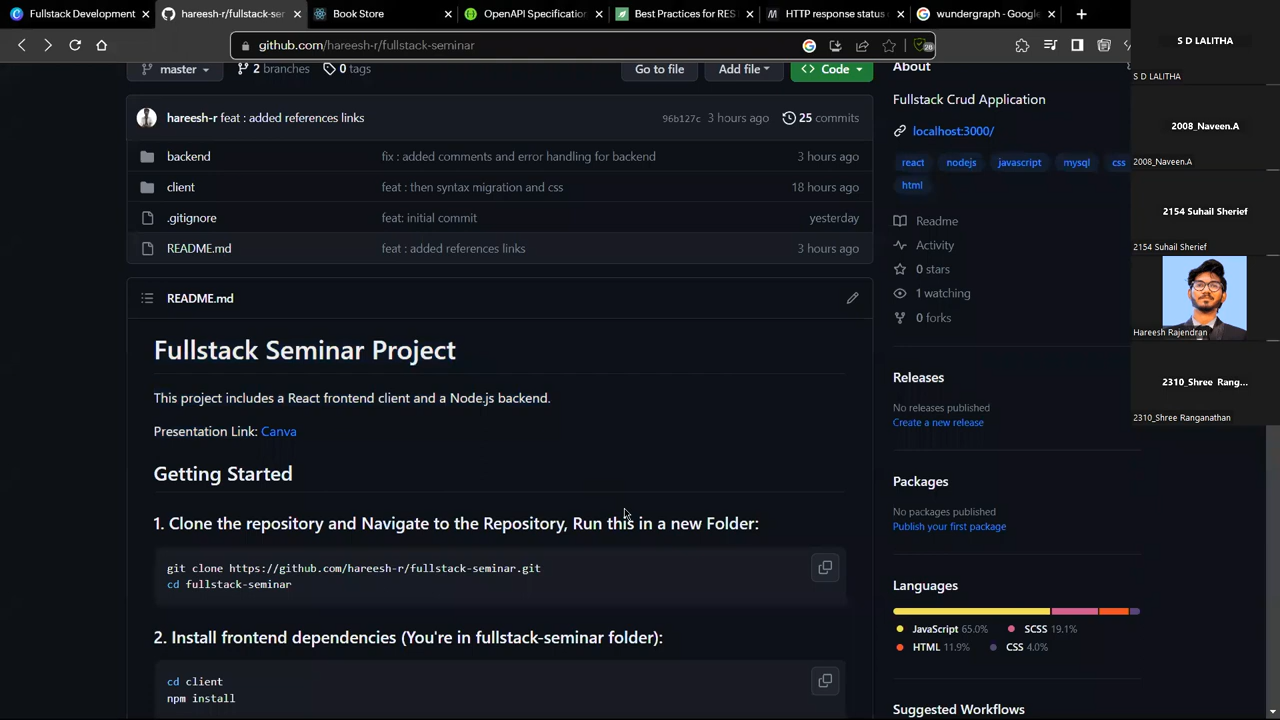 Fullstack Development
hareesh-r/fullstack-ser
Book Store
OpenAPI Specification
Best Practices for RES
HTTP response status
wundergraph - Google
github.com/hareesh-r/fullstack-seminar
28
master
2 branches
0 tags
Go to file
Add file
Code
hareesh-r feat : added references links
96b127c 3 hours ago
25 commits
backend
fix : added comments and error handling for backend
3 hours ago
client
feat : then syntax migration and css
18 hours ago
.gitignore
feat: initial commit
yesterday
README.md
feat : added references links
3 hours ago
README.md
Fullstack Seminar Project
This project includes a React frontend client and a Node.js backend.
Presentation Link: Canva
Getting Started
1. Clone the repository and Navigate to the Repository, Run this in a new Folder:
git clone https://github.com/hareesh-r/fullstack-seminar.git
cd fullstack-seminar
2. Install frontend dependencies (You're in fullstack-seminar folder):
cd client
npm install
About
Fullstack Crud Application
localhost:3000/
react nodejs javascript mysql css
html
Readme
Activity
0 stars
1 watching
0 forks
Releases
No releases published
Create a new release
Packages
No packages published
Publish your first package
Languages
JavaScript 65.0%
SCSS 19.1%
HTML 11.9%
CSS 4.0%
Suggested Workflows
S D LALITHA
S D LALITHA
2008_Naveen.A
2008_Naveen.A
2154 Suhail Sherief
2154 Suhail Sherief
Hareesh Rajendran
2310_Shree Rang...
2310_Shree Ranganathan